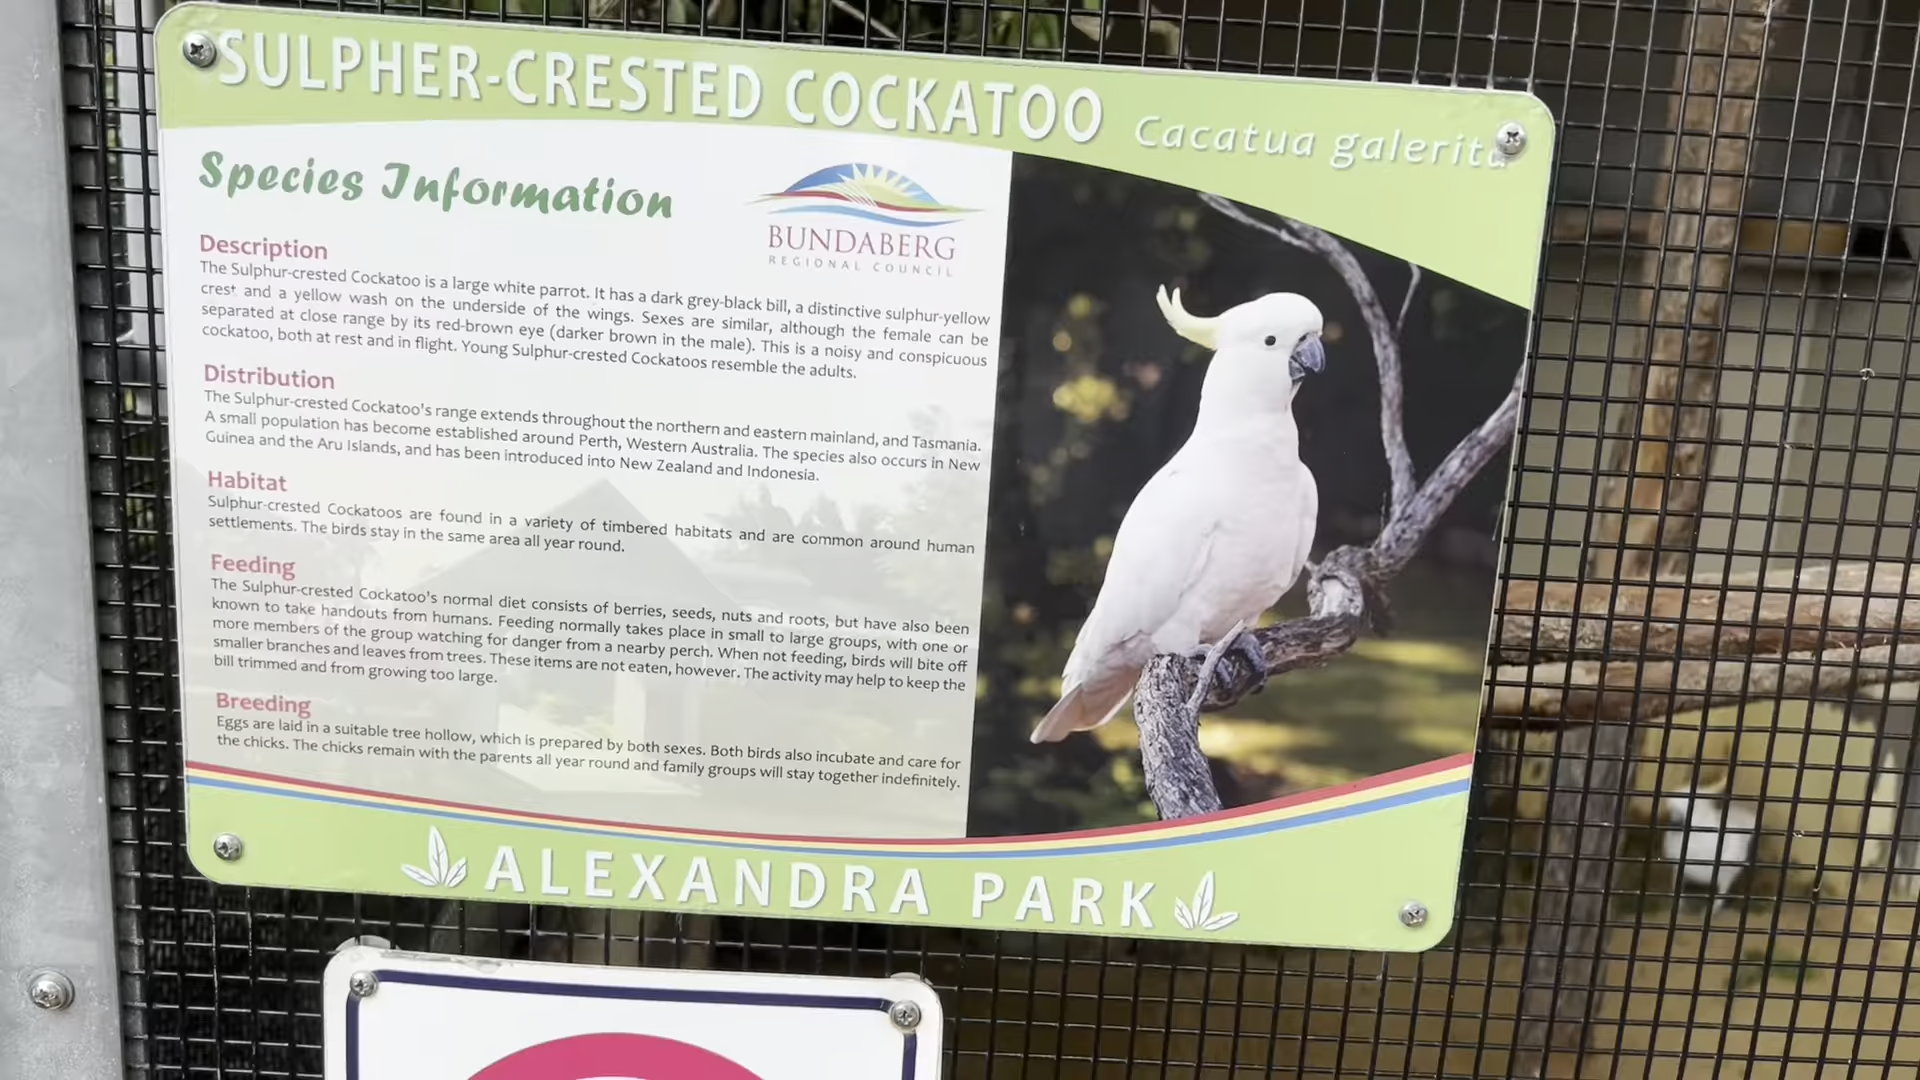 SULPHER-CRESTED COCKATOO Cacatua galerita
Species Information
BUNDABERG
REGIONAL COUNCIL
Description
The Sulphur-crested Cockatoo is a large white parrot. It has a dark grey-black bill, a distinctive sulphur-yellow
crest and a yellow wash on the underside of the wings. Sexes are similar, although the female can be
separated at close range by its red-brown eye (darker brown in the male). This is a noisy and conspicuous
cockatoo, both at rest and in flight. Young Sulphur-crested Cockatoos resemble the adults.
Distribution
The Sulphur-crested Cockatoo's range extends throughout the northern and eastern mainland, and Tasmania.
A small population has become established around Perth, Western Australia. The species also occurs in New
Guinea and the Aru Islands, and has been introduced into New Zealand and Indonesia.
Habitat
Sulphur-crested Cockatoos are found in a variety of timbered habitats and are common around human
settlements. The birds stay in the same area all year round.
Feeding
The Sulphur-crested Cockatoo's normal diet consists of berries, seeds, nuts and roots, but have also been
known to take handouts from humans. Feeding normally takes place in small to large groups, with one or
more members of the group watching for danger from a nearby perch. When not feeding, birds will bite off
smaller branches and leaves from trees. These items are not eaten, however. The activity may help to keep the
bill trimmed and from growing too large.
Breeding
Eggs are laid in a suitable tree hollow, which is prepared by both sexes. Both birds also incubate and care for
the chicks. The chicks remain with the parents all year round and family groups will stay together indefinitely.
ALEXANDRA PARK